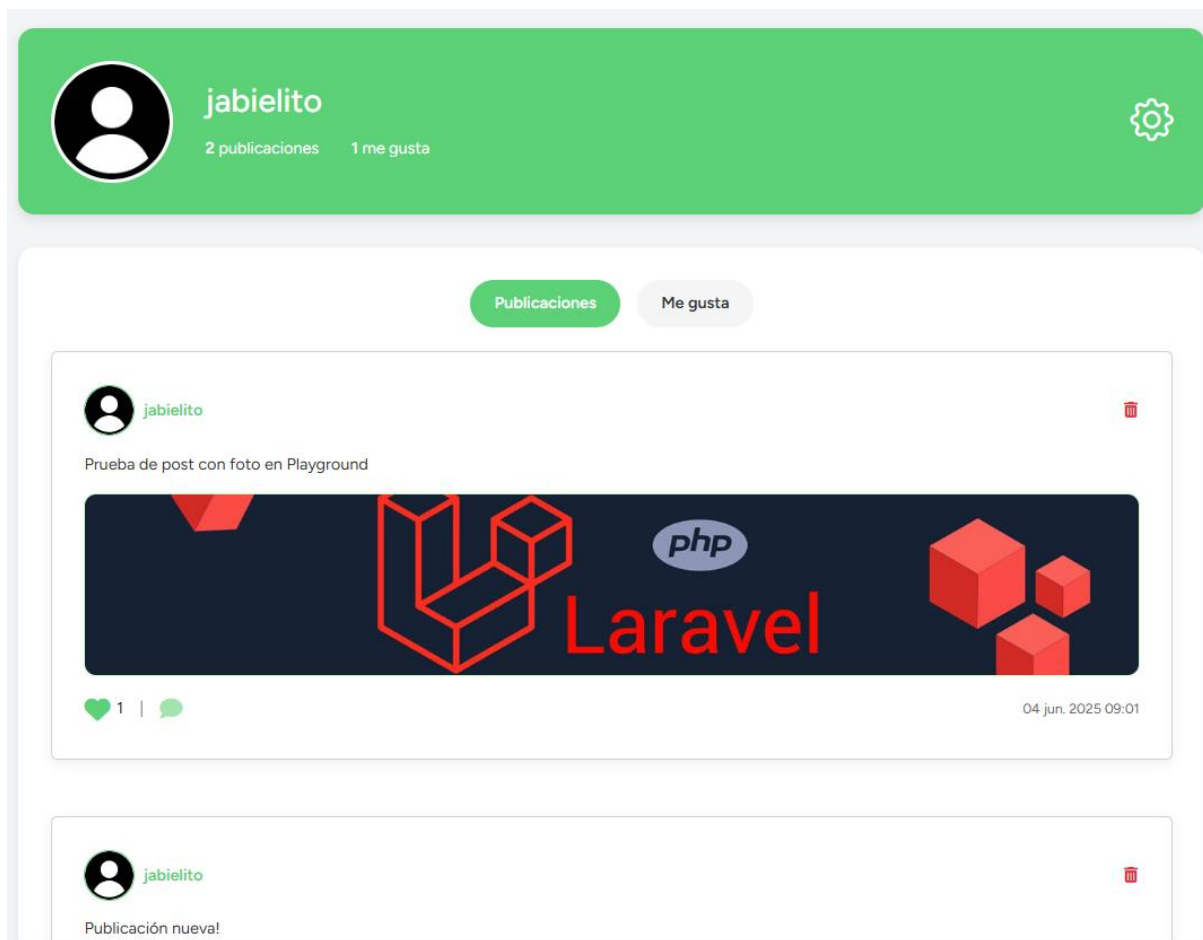 jabielito
2 publicaciones 1 me gusta
Publicaciones Me gusta
jabielito
Prueba de post con foto en Playground
php
Laravel
1 | 04 jun. 2025 09:01
jabielito
Publicación nueva!